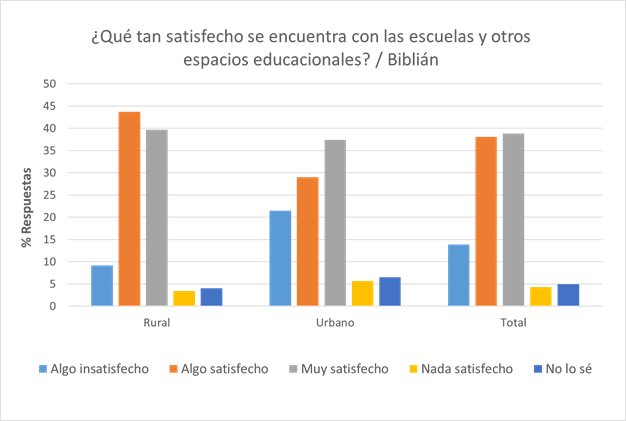 ¿Qué tan satisfecho se encuentra con las escuelas y otros
espacios educacionales? / Biblián
% Respuestas
50
45
40
35
30
25
20
15
10
5
0
Rural Urbano Total
Algo insatisfecho Algo satisfecho Muy satisfecho Nada satisfecho No lo sé